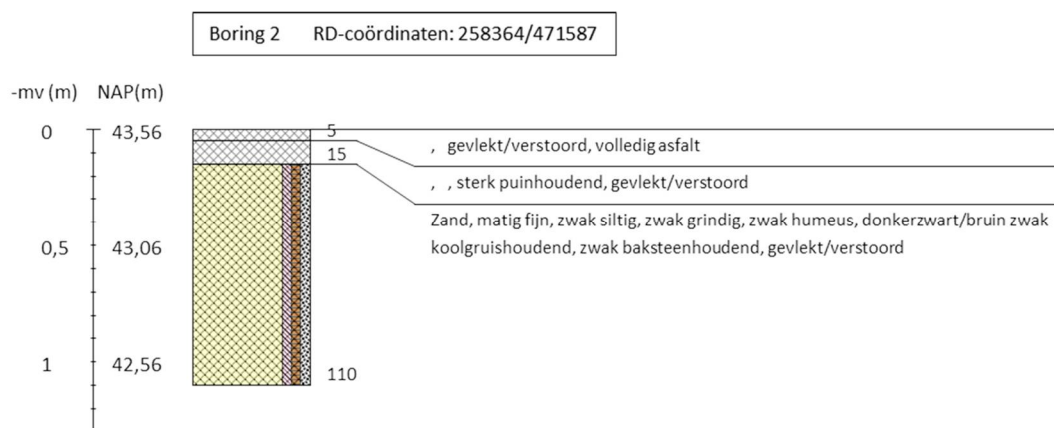 Boring 2 RD-coördinaten: 258364/471587
-mv (m) NAP(m)
0 43,56
5
, gevlekt/verstoord, volledig asfalt
15
, , sterk puinhoudend, gevlekt/verstoord
Zand, matig fijn, zwak siltig, zwak grindig, zwak humeus, donkerzwart/bruin zwak
koolgruishoudend, zwak baksteenhoudend, gevlekt/verstoord
0,5 43,06
1 42,56
110